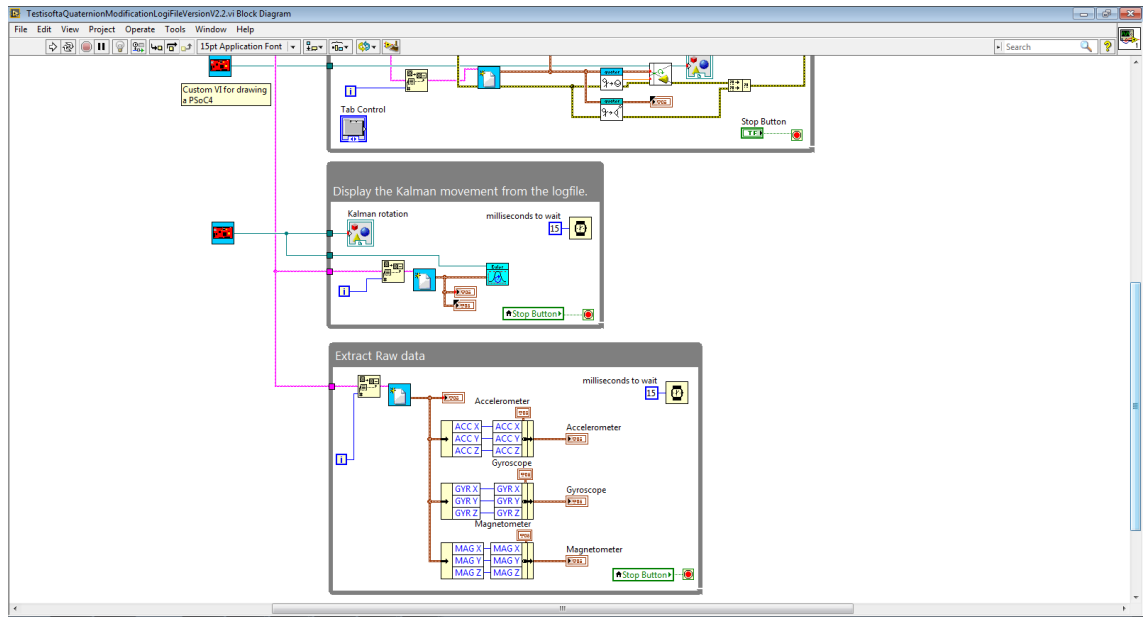 TestisoftaQuaternionModificationLogiFileVersionV2.2.vi Block Diagram
File Edit View Project Operate Tools Window Help
15pt Application Font
Search
Custom VI for drawing
a PSoC4
i
Tab Control
Stop Button
TF
Display the Kalman movement from the logfile.
Kalman rotation
milliseconds to wait
15
Euler
i
Stop Button
Extract Raw data
milliseconds to wait
15
Accelerometer
ACC X ACC X
Accelerometer
ACC Y ACC Y
ACC Z ACC Z
i
Gyroscope
GYR X GYR X
Gyroscope
GYR Y GYR Y
GYR Z GYR Z
Magnetometer
MAG X MAG X
Magnetometer
MAG Y MAG Y
MAG Z MAG Z
Stop Button